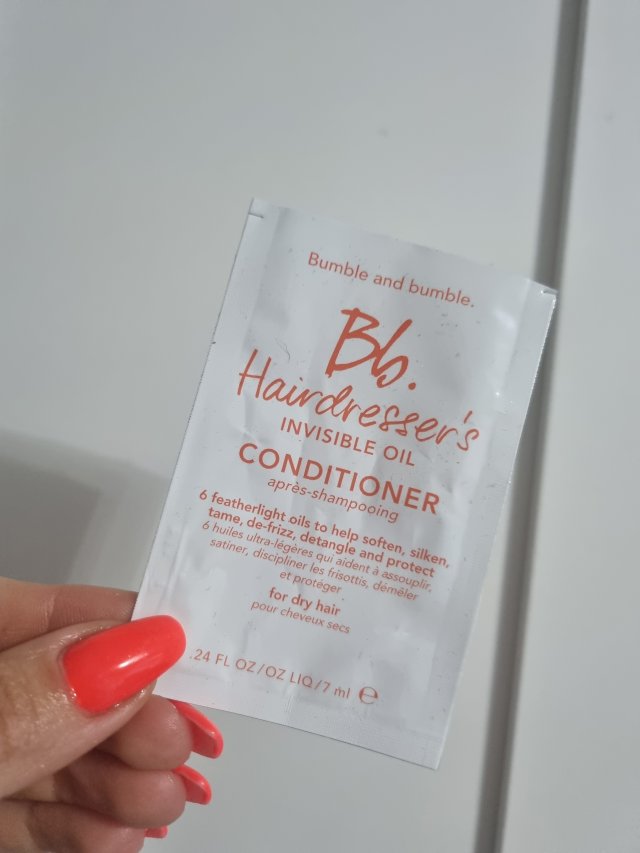 Bumble and bumble.
Bb.
Hairdresser's
INVISIBLE OIL
CONDITIONER
après-shampooing
6 featherlight oils to help soften, silken,
tame, de-frizz, detangle and protect
6 huiles ultra-légères qui aident à assouplir,
satiner, discipliner les frisottis, démêler
et protéger
for dry hair
pour cheveux secs
.24 FL OZ/OZ LIQ/7 ml ℮